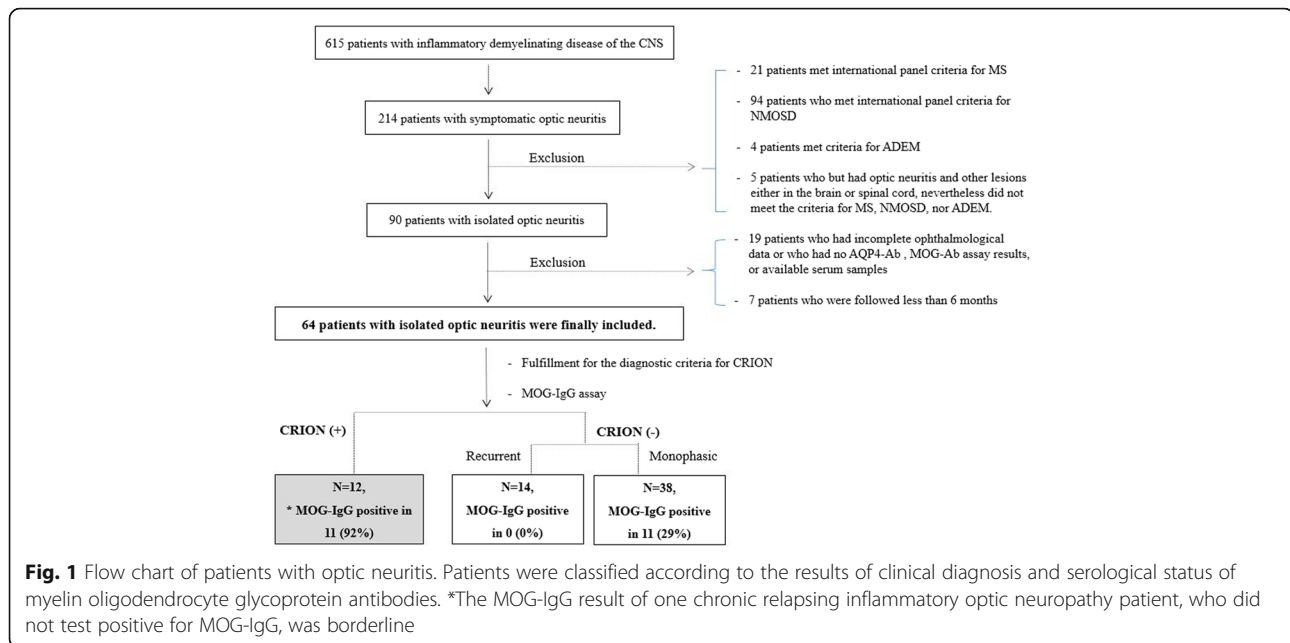 615 patients with inflammatory demyelinating disease of the CNS
- 21 patients met international panel criteria for MS
- 94 patients who met international panel criteria for
NMOSD
214 patients with symptomatic optic neuritis
- 4 patients met criteria for ADEM
Exclusion
- 5 patients who but had optic neuritis and other lesions
either in the brain or spinal cord, nevertheless did not
meet the criteria for MS, NMOSD, nor ADEM.
90 patients with isolated optic neuritis
- 19 patients who had incomplete ophthalmological
data or who had no AQP4-Ab , MOG-Ab assay results,
or available serum samples
Exclusion
- 7 patients who were followed less than 6 months
64 patients with isolated optic neuritis were finally included.
- Fulfillment for the diagnostic criteria for CRION
- MOG-IgG assay
CRION (+)
CRION (-)
Recurrent
Monophasic
N=12,
* MOG-IgG positive in
11 (92%)
N=14,
MOG-IgG positive
in 0 (0%)
N=38,
MOG-IgG positive
in 11 (29%)
Fig. 1 Flow chart of patients with optic neuritis. Patients were classified according to the results of clinical diagnosis and serological status of
myelin oligodendrocyte glycoprotein antibodies. *The MOG-IgG result of one chronic relapsing inflammatory optic neuropathy patient, who did
not test positive for MOG-IgG, was borderline